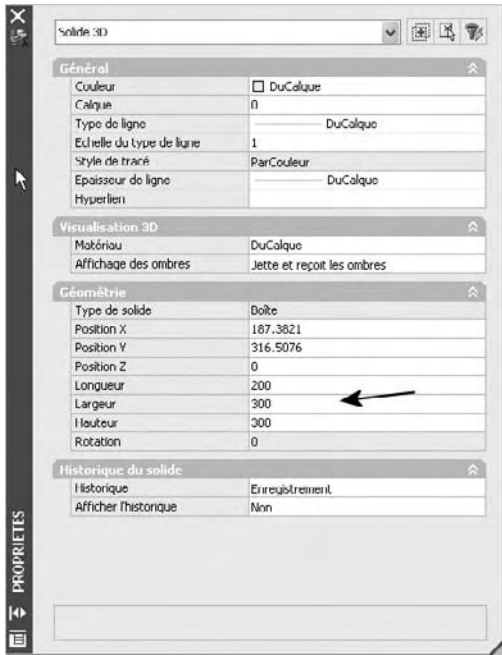 Solide 3D
Général
Couleur DuCalque
Calque 0
Type de ligne DuCalque
Echelle du type de ligne 1
Style de tracé ParCouleur
Epaisseur de ligne DuCalque
Hyperlien
Visualisation 3D
Matériau DuCalque
Affichage des ombres Jette et reçoit les ombres
Géométrie
Type de solide Boîte
Position X 187.3821
Position Y 316.5076
Position Z 0
Longueur 200
Largeur 300
Hauteur 300
Rotation 0
Historique du solide
Historique Enregistrement
Afficher l'historique Non
PROPRIETES